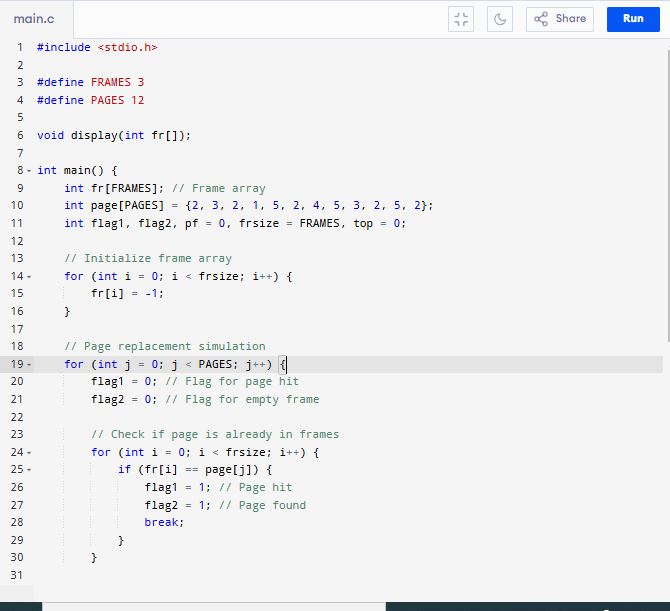 main.c
Share
Run
1 #include <stdio.h>
2
3 #define FRAMES 3
4 #define PAGES 12
5
6 void display(int fr[]);
7
8 int main() {
9 int fr[FRAMES]; // Frame array
10 int page[PAGES] = {2, 3, 2, 1, 5, 2, 4, 5, 3, 2, 5, 2};
11 int flag1, flag2, pf = 0, frsize = FRAMES, top = 0;
12
13 // Initialize frame array
14 for (int i = 0; i < frsize; i++) {
15 fr[i] = -1;
16 }
17
18 // Page replacement simulation
19 for (int j = 0; j < PAGES; j++) {
20 flag1 = 0; // Flag for page hit
21 flag2 = 0; // Flag for empty frame
22
23 // Check if page is already in frames
24 for (int i = 0; i < frsize; i++) {
25 if (fr[i] == page[j]) {
26 flag1 = 1; // Page hit
27 flag2 = 1; // Page found
28 break;
29 }
30 }
31